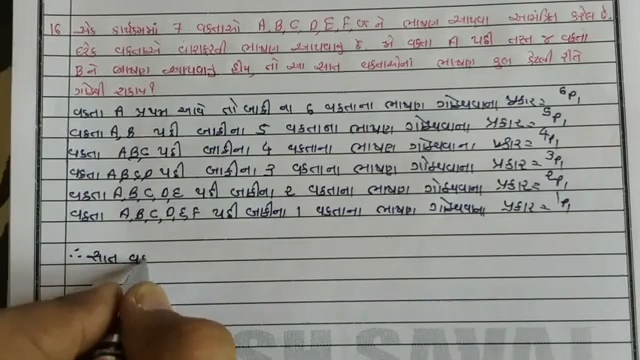 16 એક કાર્યક્રમમાં 7 વક્તાઓ A,B,C,D,E,F, G ને ભાષણ આપવા આમંત્રિત કરેલ છે.
દરેક વક્તાએ વારાફરતી ભાષણ આપવાનું છે. જો વક્તા A પછી તરત જ વક્તા
B ને ભાષણ આપવાનું હોય, તો આ સાત વક્તાઓનાં ભાષણ કુલ કેટલી રીતે
ગોઠવી શકાય?
વક્તા A પ્રથમ આવે તો બાકી ના 6 વક્તાના ભાષણ ગોઠવવાના પ્રકાર = ⁶P₁
વક્તા A,B પછી બાકીના 5 વક્તાના ભાષણ ગોઠવવાના પ્રકાર = ⁵P₁
વક્તા A,B,C પછી બાકીના 4 વક્તાના ભાષણ ગોઠવવાના પ્રકાર = ⁴P₁
વક્તા A,B,C,D પછી બાકીના 3 વક્તાના ભાષણ ગોઠવવાના પ્રકાર = ³P₁
વક્તા A,B,C,D,E પછી બાકીના 2 વક્તાના ભાષણ ગોઠવવાના પ્રકાર = ²P₁
વક્તા A,B,C,D,E,F પછી બાકીના 1 વક્તાના ભાષણ ગોઠવવાના પ્રકાર = ¹P₁
∴ સાત વક